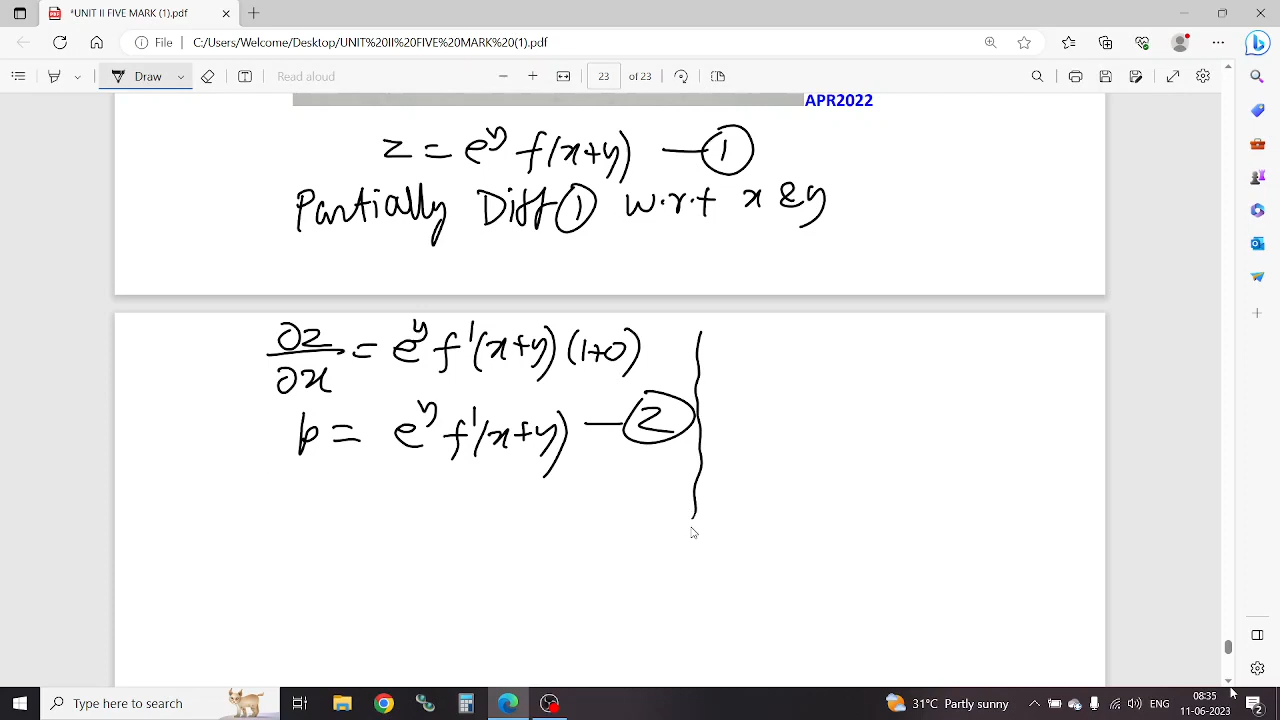 *UNIT II FIVE MARK (1).pdf
File C:/Users/Welcome/Desktop/UNIT%20II%20FIVE%20MARK%20(1).pdf
Draw Read aloud 23 of 23
APR2022
z = e^y f(x+y) — ①
Partially Diff ① w.r.t x & y
∂z/∂x = e^y f'(x+y) (1+0)
p = e^y f'(x+y) — ②
Type here to search
31°C Partly sunny ENG 08:35
11-06-2023